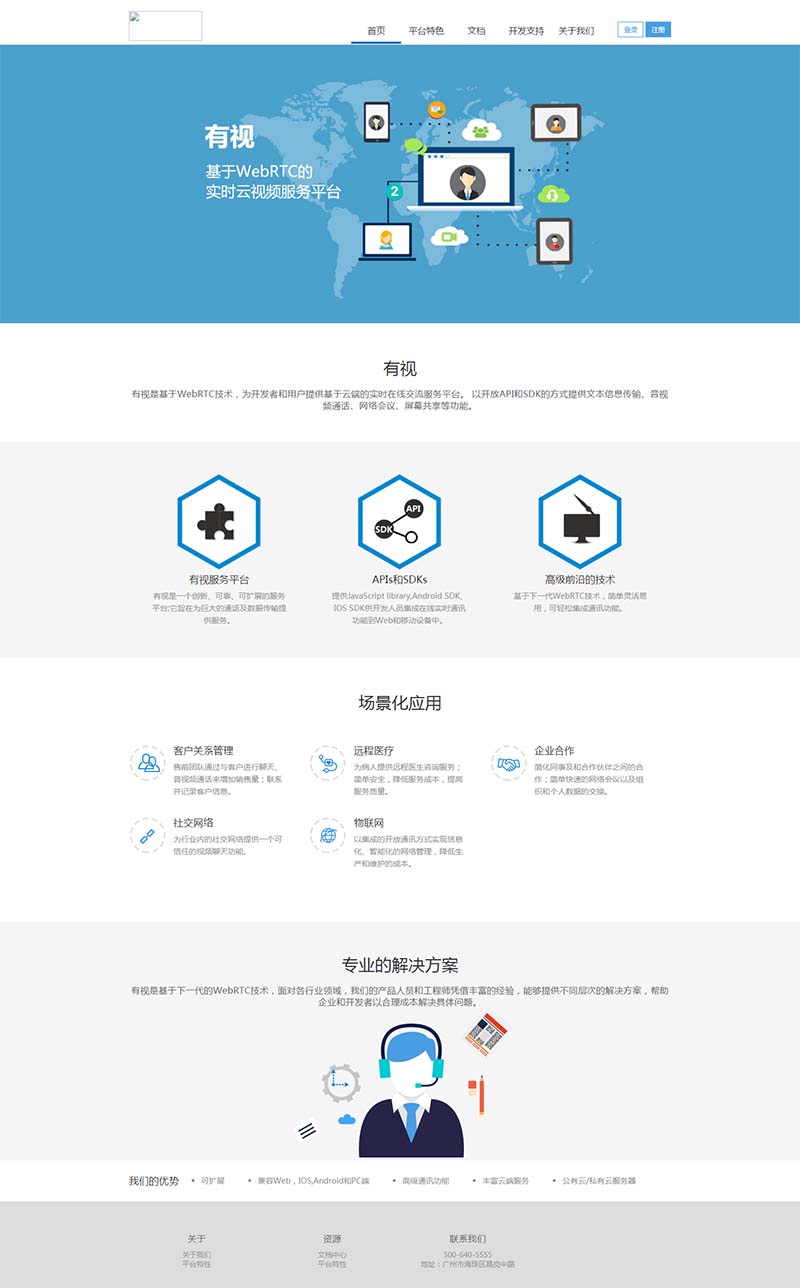 首页 平台特色 文档 开发支持 关于我们 登录 注册
有视
基于WebRTC的
实时云视频服务平台
2
有视
有视是基于WebRTC技术，为开发者和用户提供基于云端的实时在线交流服务平台。 以开放API和SDK的方式提供文本信息传输、音视
频通话、网络会议、屏幕共享等功能。
API
SDK
有视服务平台
有视是一个创新、可靠、可扩展的服务
平台;它旨在为巨大的通话及数据传输提
供服务。
APIs和SDKs
提供JavaScript library,Android SDK,
IOS SDK供开发人员集成在线实时通讯
功能到Web和移动设备中。
高级前沿的技术
基于下一代WebRTC技术，简单灵活易
用，可轻松集成通讯功能。
场景化应用
客户关系管理
售前团队通过与客户进行聊天、
音视频通话来增加销售量；联系
并记录客户信息。
远程医疗
为病人提供远程医生咨询服务；
简单安全，降低服务成本，提高
服务质量。
企业合作
简化同事及和合作伙伴之间的合
作；简单快速的网络会议以及组
织和个人数据的交换。
社交网络
为行业内的社交网络提供一个可
信任的视频聊天功能。
物联网
以集成的开放通讯方式实现信息
化、智能化的网络管理，降低生
产和维护的成本。
专业的解决方案
有视是基于下一代的WebRTC技术，面对各行业领域，我们的产品人员和工程师凭借丰富的经验，能够提供不同层次的解决方案，帮助
企业和开发者以合理成本解决具体问题。
我们的优势 • 可扩展 • 兼容Web，IOS,Android和PC端 • 高级通讯功能 • 丰富云端服务 • 公有云/私有云服务器
关于
关于我们
平台特性
资源
文档中心
平台特性
联系我们
500-640-5555
地址：广州市海珠区昌岗中路